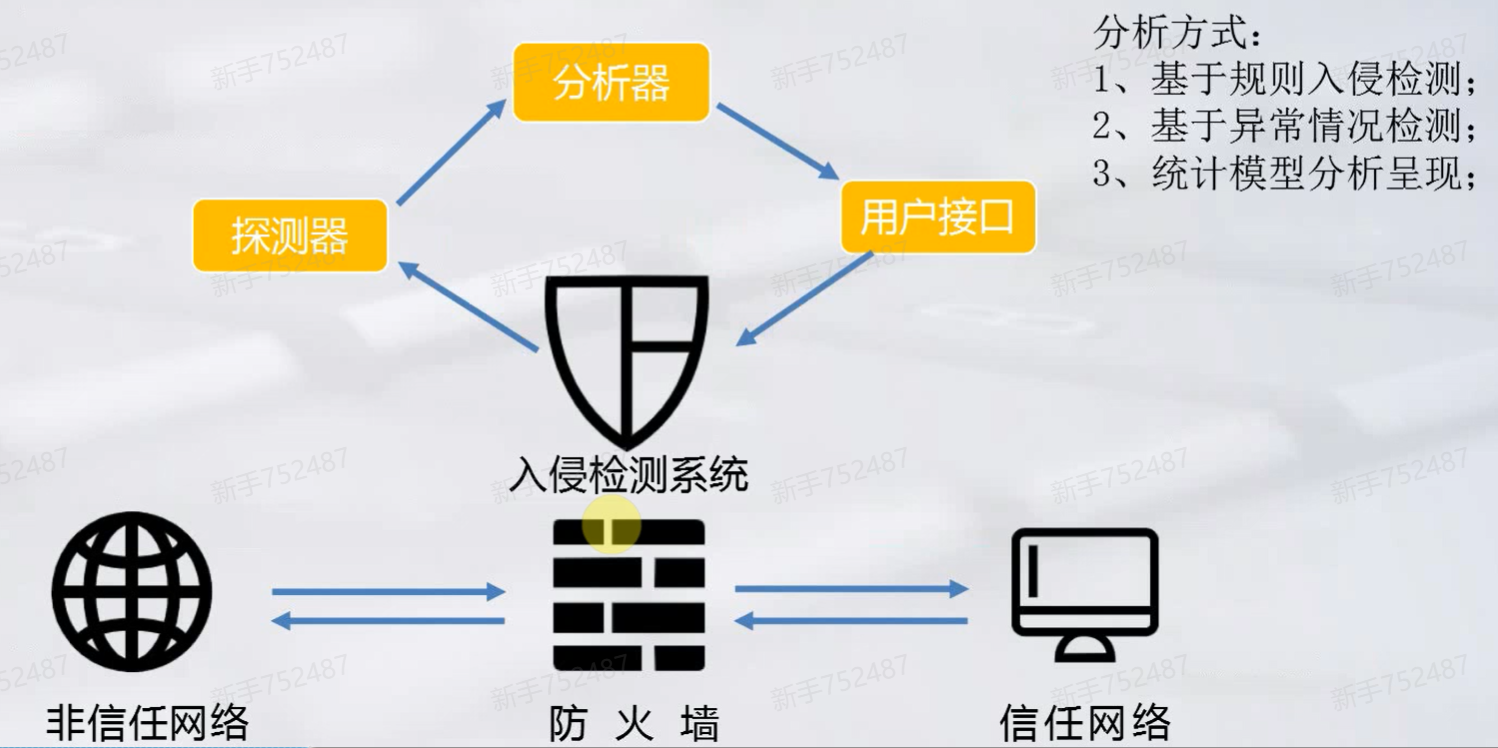 分析方式:
1、基于规则入侵检测;
2、基于异常情况检测;
3、统计模型分析呈现;
分析器
用户接口
探测器
入侵检测系统
非信任网络
防火墙
信任网络
新手752487